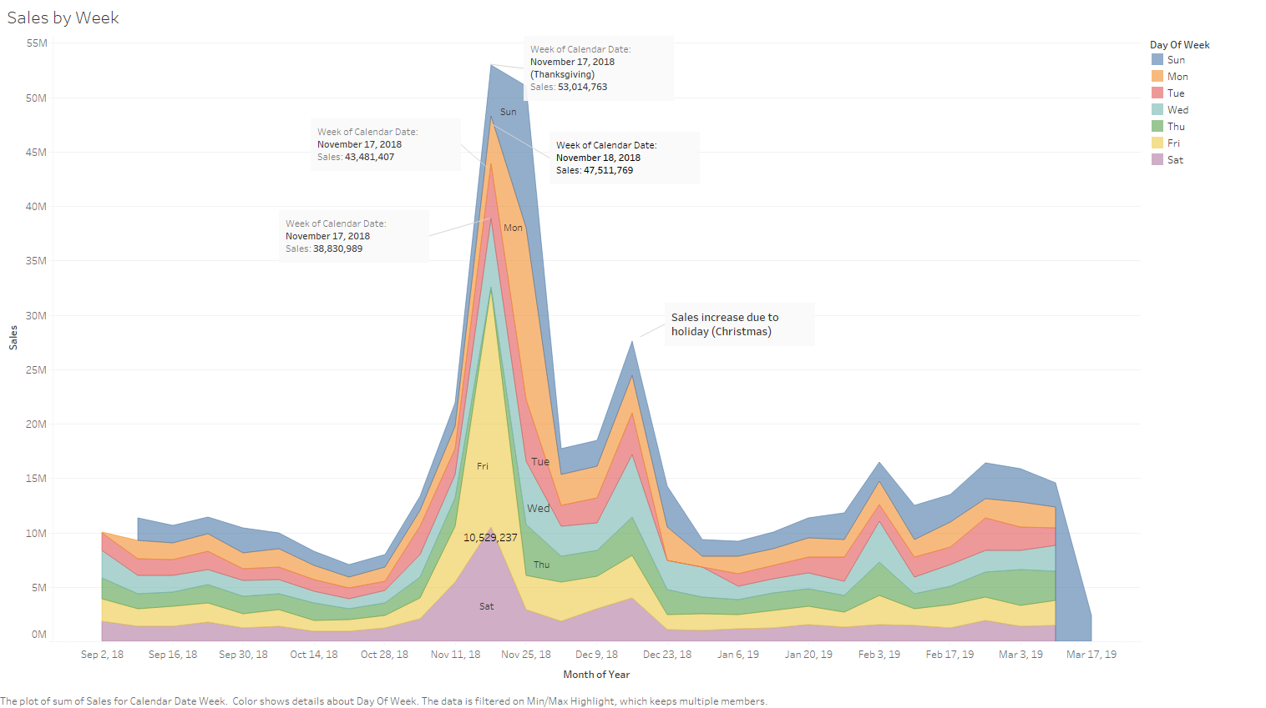 Sales by Week
55M
50M
45M
40M
35M
30M
25M
20M
15M
10M
5M
0M
Sales
Week of Calendar Date:
November 17, 2018
(Thanksgiving)
Sales: 53,014,763
Week of Calendar Date:
November 17, 2018
Sales: 43,481,407
Week of Calendar Date:
November 18, 2018
Sales: 47,511,769
Week of Calendar Date:
November 17, 2018
Sales: 38,830,989
Sales increase due to
holiday (Christmas)
Sun
Mon
Tue
Wed
Thu
Fri
10,529,237
Sat
Day Of Week
Sun
Mon
Tue
Wed
Thu
Fri
Sat
Sep 2, 18
Sep 16, 18
Sep 30, 18
Oct 14, 18
Oct 28, 18
Nov 11, 18
Nov 25, 18
Dec 9, 18
Dec 23, 18
Jan 6, 19
Jan 20, 19
Feb 3, 19
Feb 17, 19
Mar 3, 19
Mar 17, 19
Month of Year
The plot of sum of Sales for Calendar Date Week. Color shows details about Day Of Week. The data is filtered on Min/Max Highlight, which keeps multiple members.